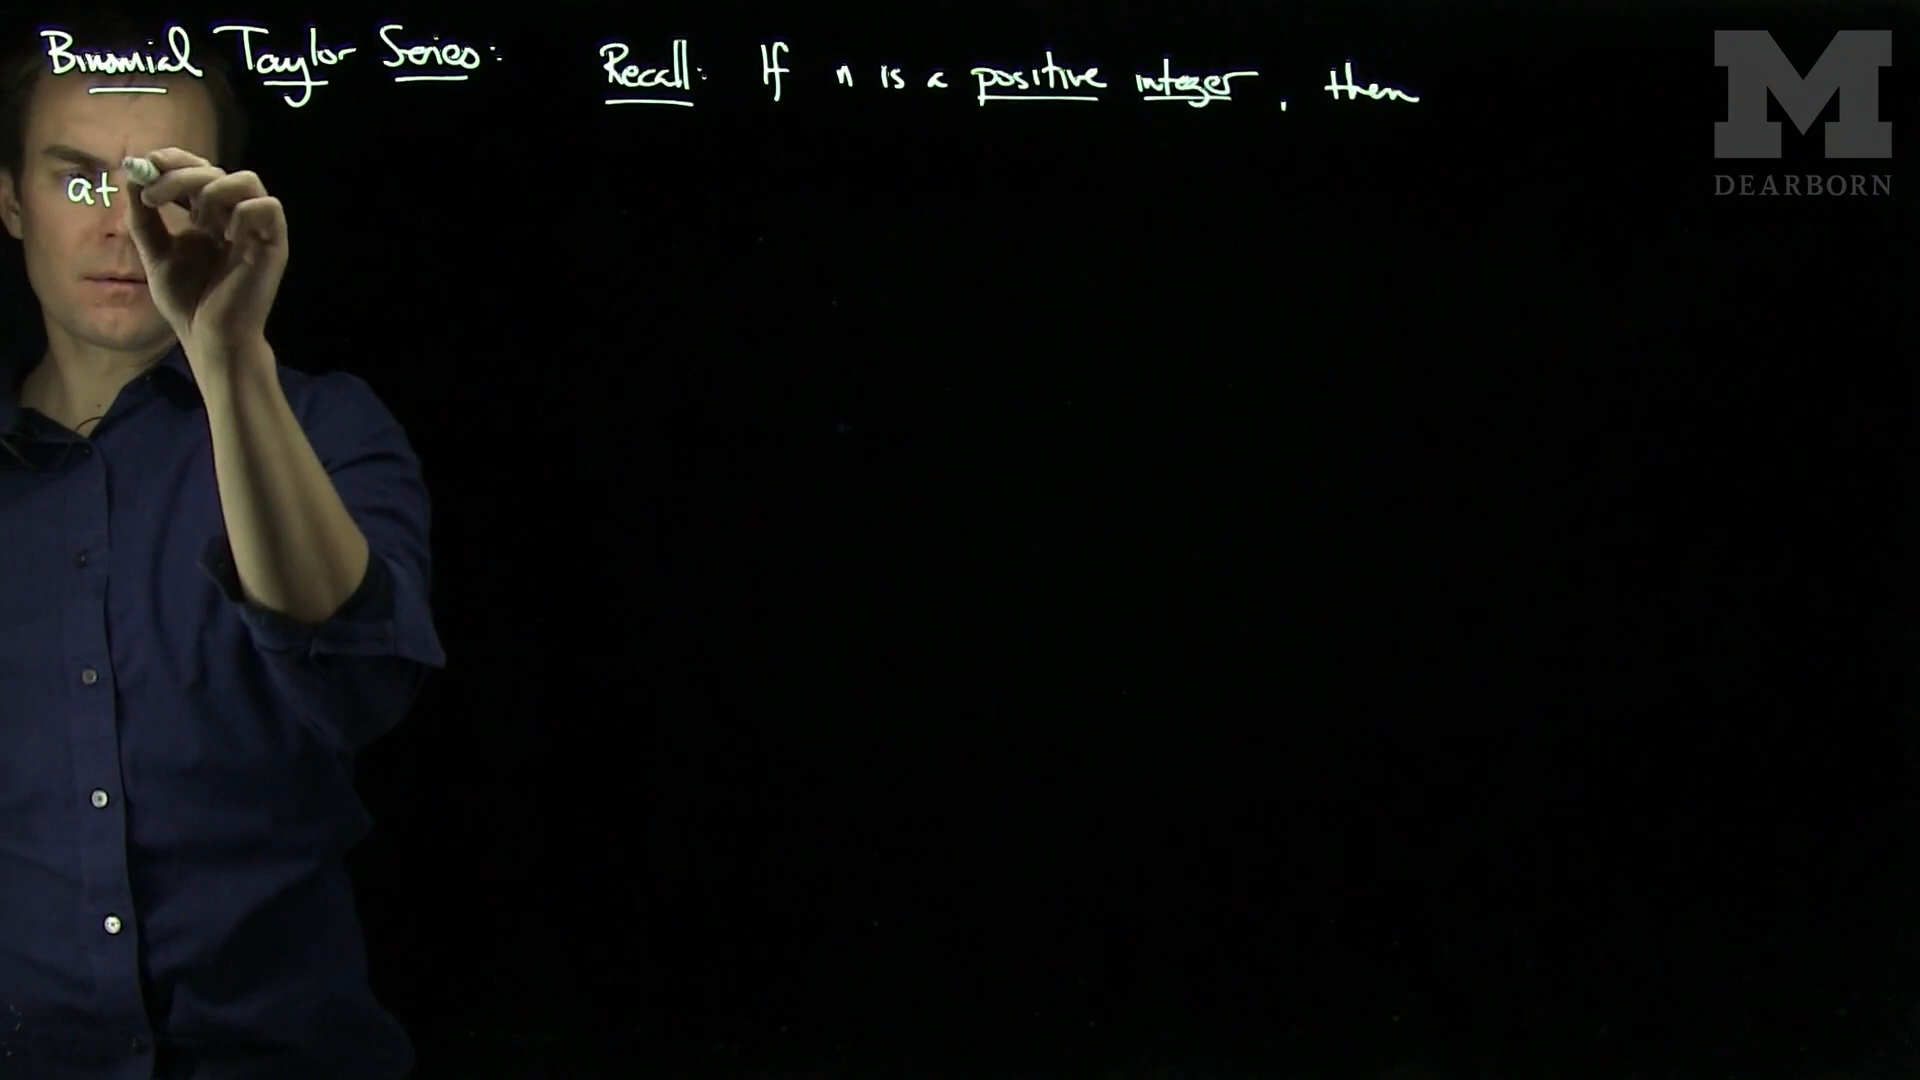 Binomial Taylor Series: Recall: If n is a positive integer, then
at
M
DEARBORN